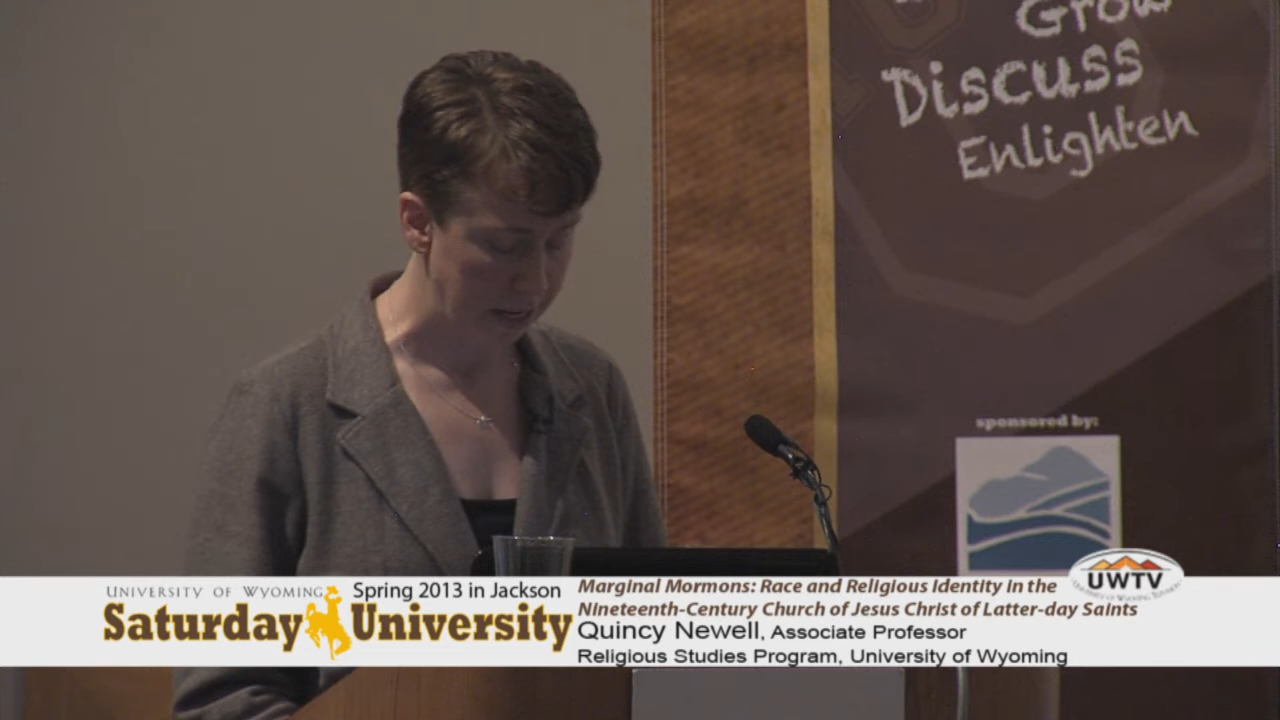 Grow
Discuss
Enlighten
sponsored by:
UNIVERSITY OF WYOMING
Spring 2013 in Jackson
Saturday University
Marginal Mormons: Race and Religious Identity in the
Nineteenth-Century Church of Jesus Christ of Latter-day Saints
Quincy Newell, Associate Professor
Religious Studies Program, University of Wyoming
UWTV